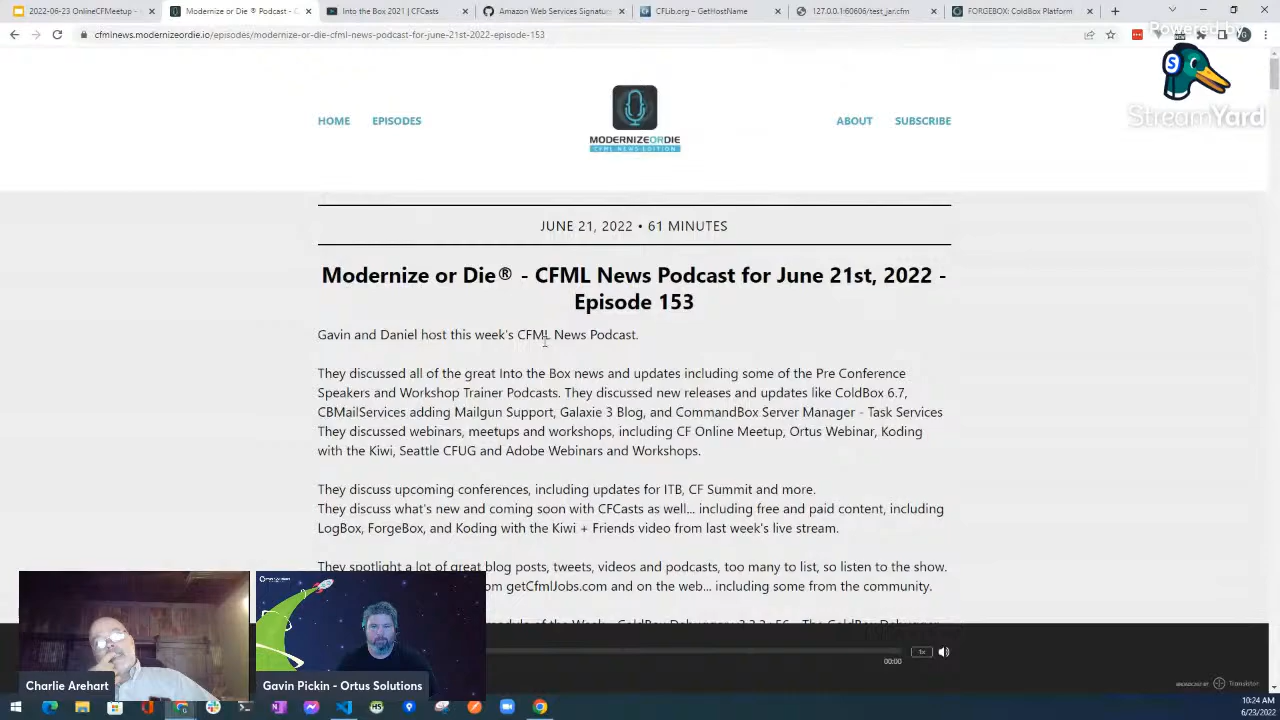 2022-06-23 OnlineCFMeetup -
Modernize or Die® - Podcast - C
Into the Box 2021 | CFCasts
Amazon Web Services Signatu
CFLib.org – GetHostName
127.0.0.1:60606/test_jar.cfm
FORGEBOX: ColdBox Platform
cfmlnews.modernizeordie.io/episodes/modernize-or-die-cfml-news-podcast-for-june-21st-2022-episode-153
Powered by
StreamYard
HOME
EPISODES
MODERNIZEORDIE
CFML NEWS EDITION
ABOUT
SUBSCRIBE
JUNE 21, 2022 • 61 MINUTES
Modernize or Die® - CFML News Podcast for June 21st, 2022 -
Episode 153
Gavin and Daniel host this week's CFML News Podcast.
They discussed all of the great Into the Box news and updates including some of the Pre Conference
Speakers and Workshop Trainer Podcasts. They discussed new releases and updates like ColdBox 6.7,
CBMailServices adding Mailgun Support, Galaxie 3 Blog, and CommandBox Server Manager - Task Services
They discussed webinars, meetups and workshops, including CF Online Meetup, Ortus Webinar, Koding
with the Kiwi, Seattle CFUG and Adobe Webinars and Workshops.
They discuss upcoming conferences, including updates for ITB, CF Summit and more.
They discuss what's new and coming soon with CFCasts as well... including free and paid content, including
LogBox, ForgeBox, and Koding with the Kiwi + Friends video from last week's live stream.
They spotlight a lot of great blog posts, tweets, videos and podcasts, too many to list, so listen to the show.
om getCfmlJobs.com and on the web... including some from the community.
00:00
1x
Transistor
Charlie Arehart
Gavin Pickin - Ortus Solutions
10:24 AM
6/23/2022